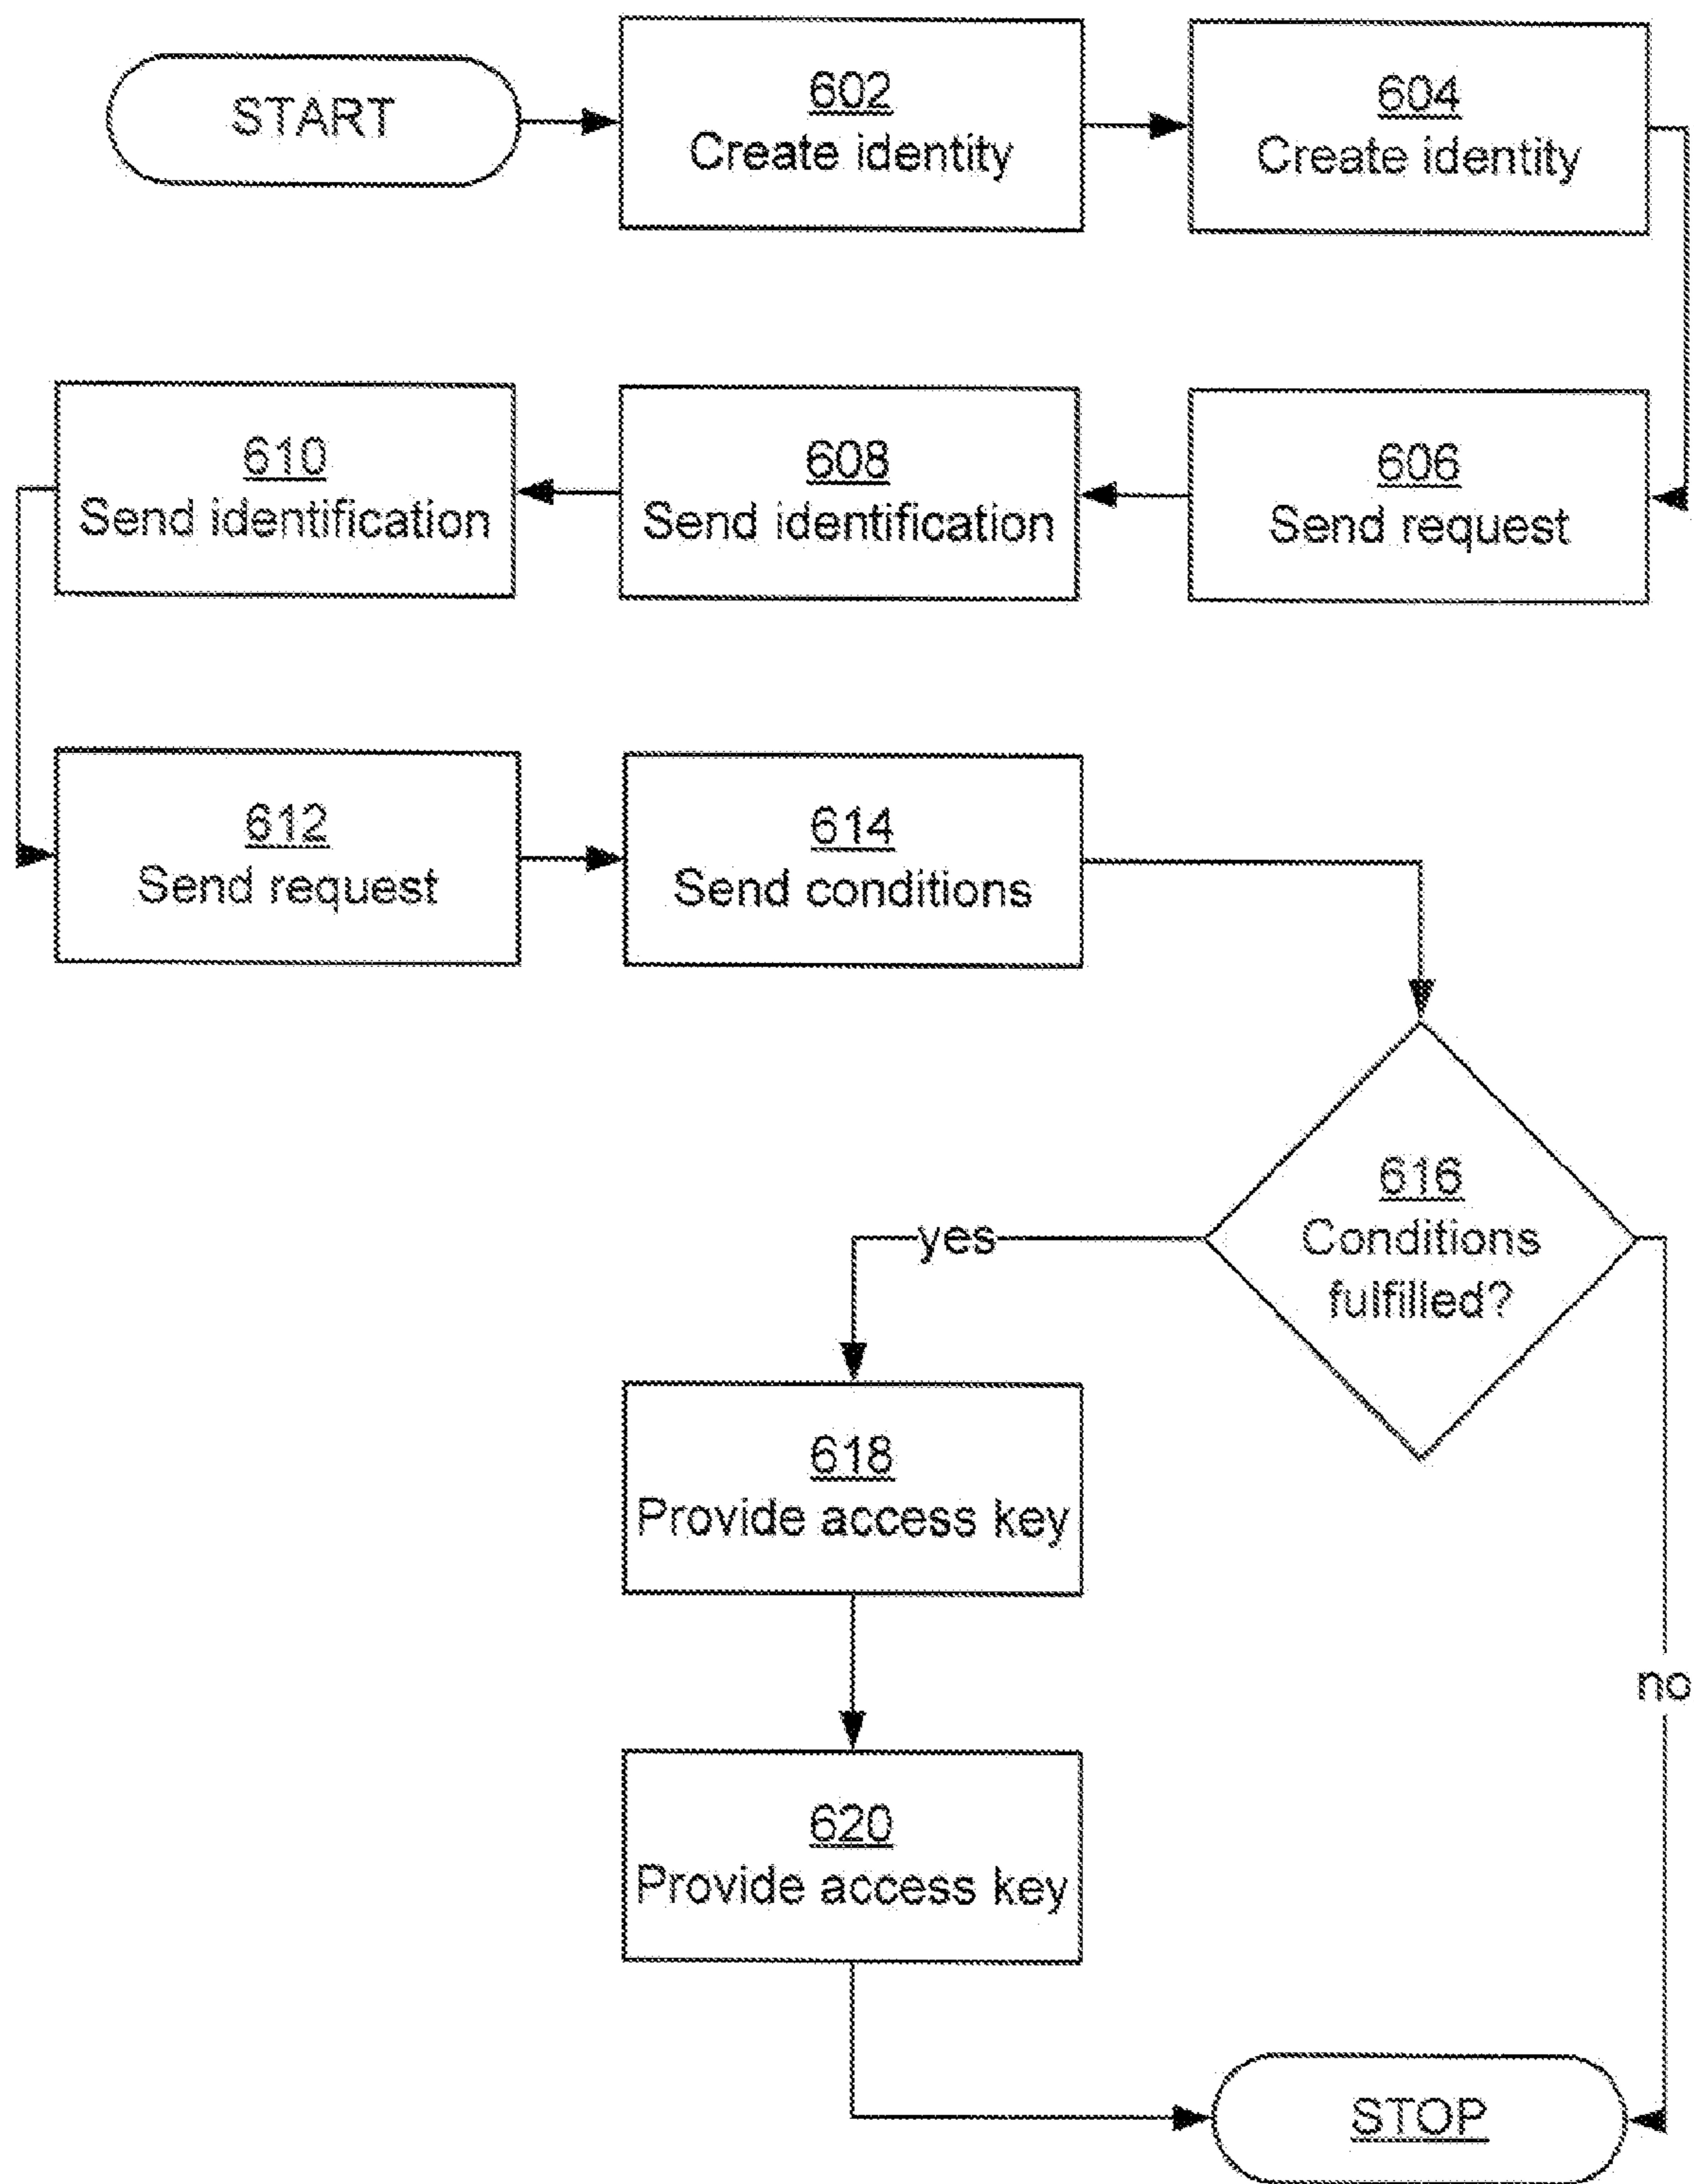 START
602
Create identity
604
Create identity
610
Send identification
608
Send identification
606
Send request
612
Send request
614
Send conditions
616
Conditions
fulfilled?
yes
618
Provide access key
no
620
Provide access key
STOP